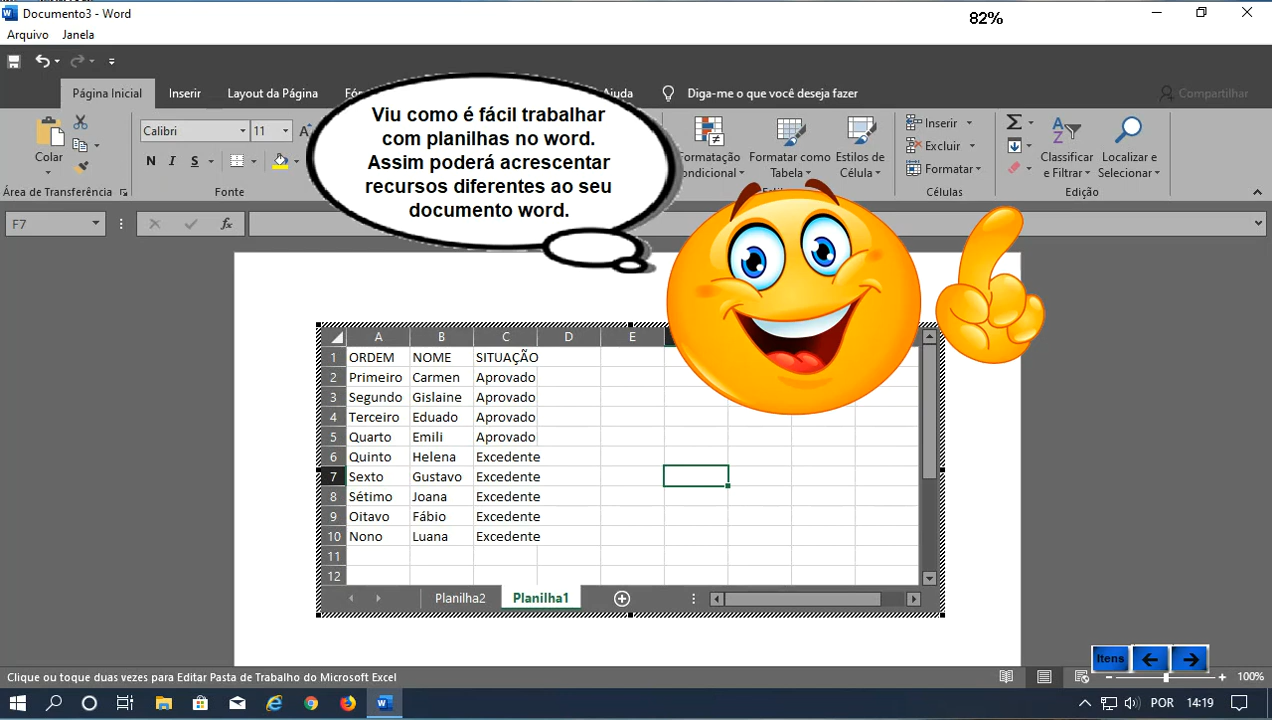 Documento3 - Word
82%
Arquivo Janela
Página Inicial Inserir Layout da Página Ajuda Diga-me o que você deseja fazer Compartilhar
Viu como é fácil trabalhar
com planilhas no word.
Assim poderá acrescentar
recursos diferentes ao seu
documento word.
Colar
Área de Transferência
Calibri 11 A
N I S
Fonte
Formatar como
Tabela
Estilos de
Célula
Inserir
Excluir
Formatar
Células
Classificar
e Filtrar
Localizar e
Selecionar
Edição
F7 fx
A B C D E
1 ORDEM NOME SITUAÇÃO
2 Primeiro Carmen Aprovado
3 Segundo Gislaine Aprovado
4 Terceiro Eduado Aprovado
5 Quarto Emili Aprovado
6 Quinto Helena Excedente
7 Sexto Gustavo Excedente
8 Sétimo Joana Excedente
9 Oitavo Fábio Excedente
10 Nono Luana Excedente
11
12
Planilha2 Planilha1
Itens
Clique ou toque duas vezes para Editar Pasta de Trabalho do Microsoft Excel
100%
POR 14:19